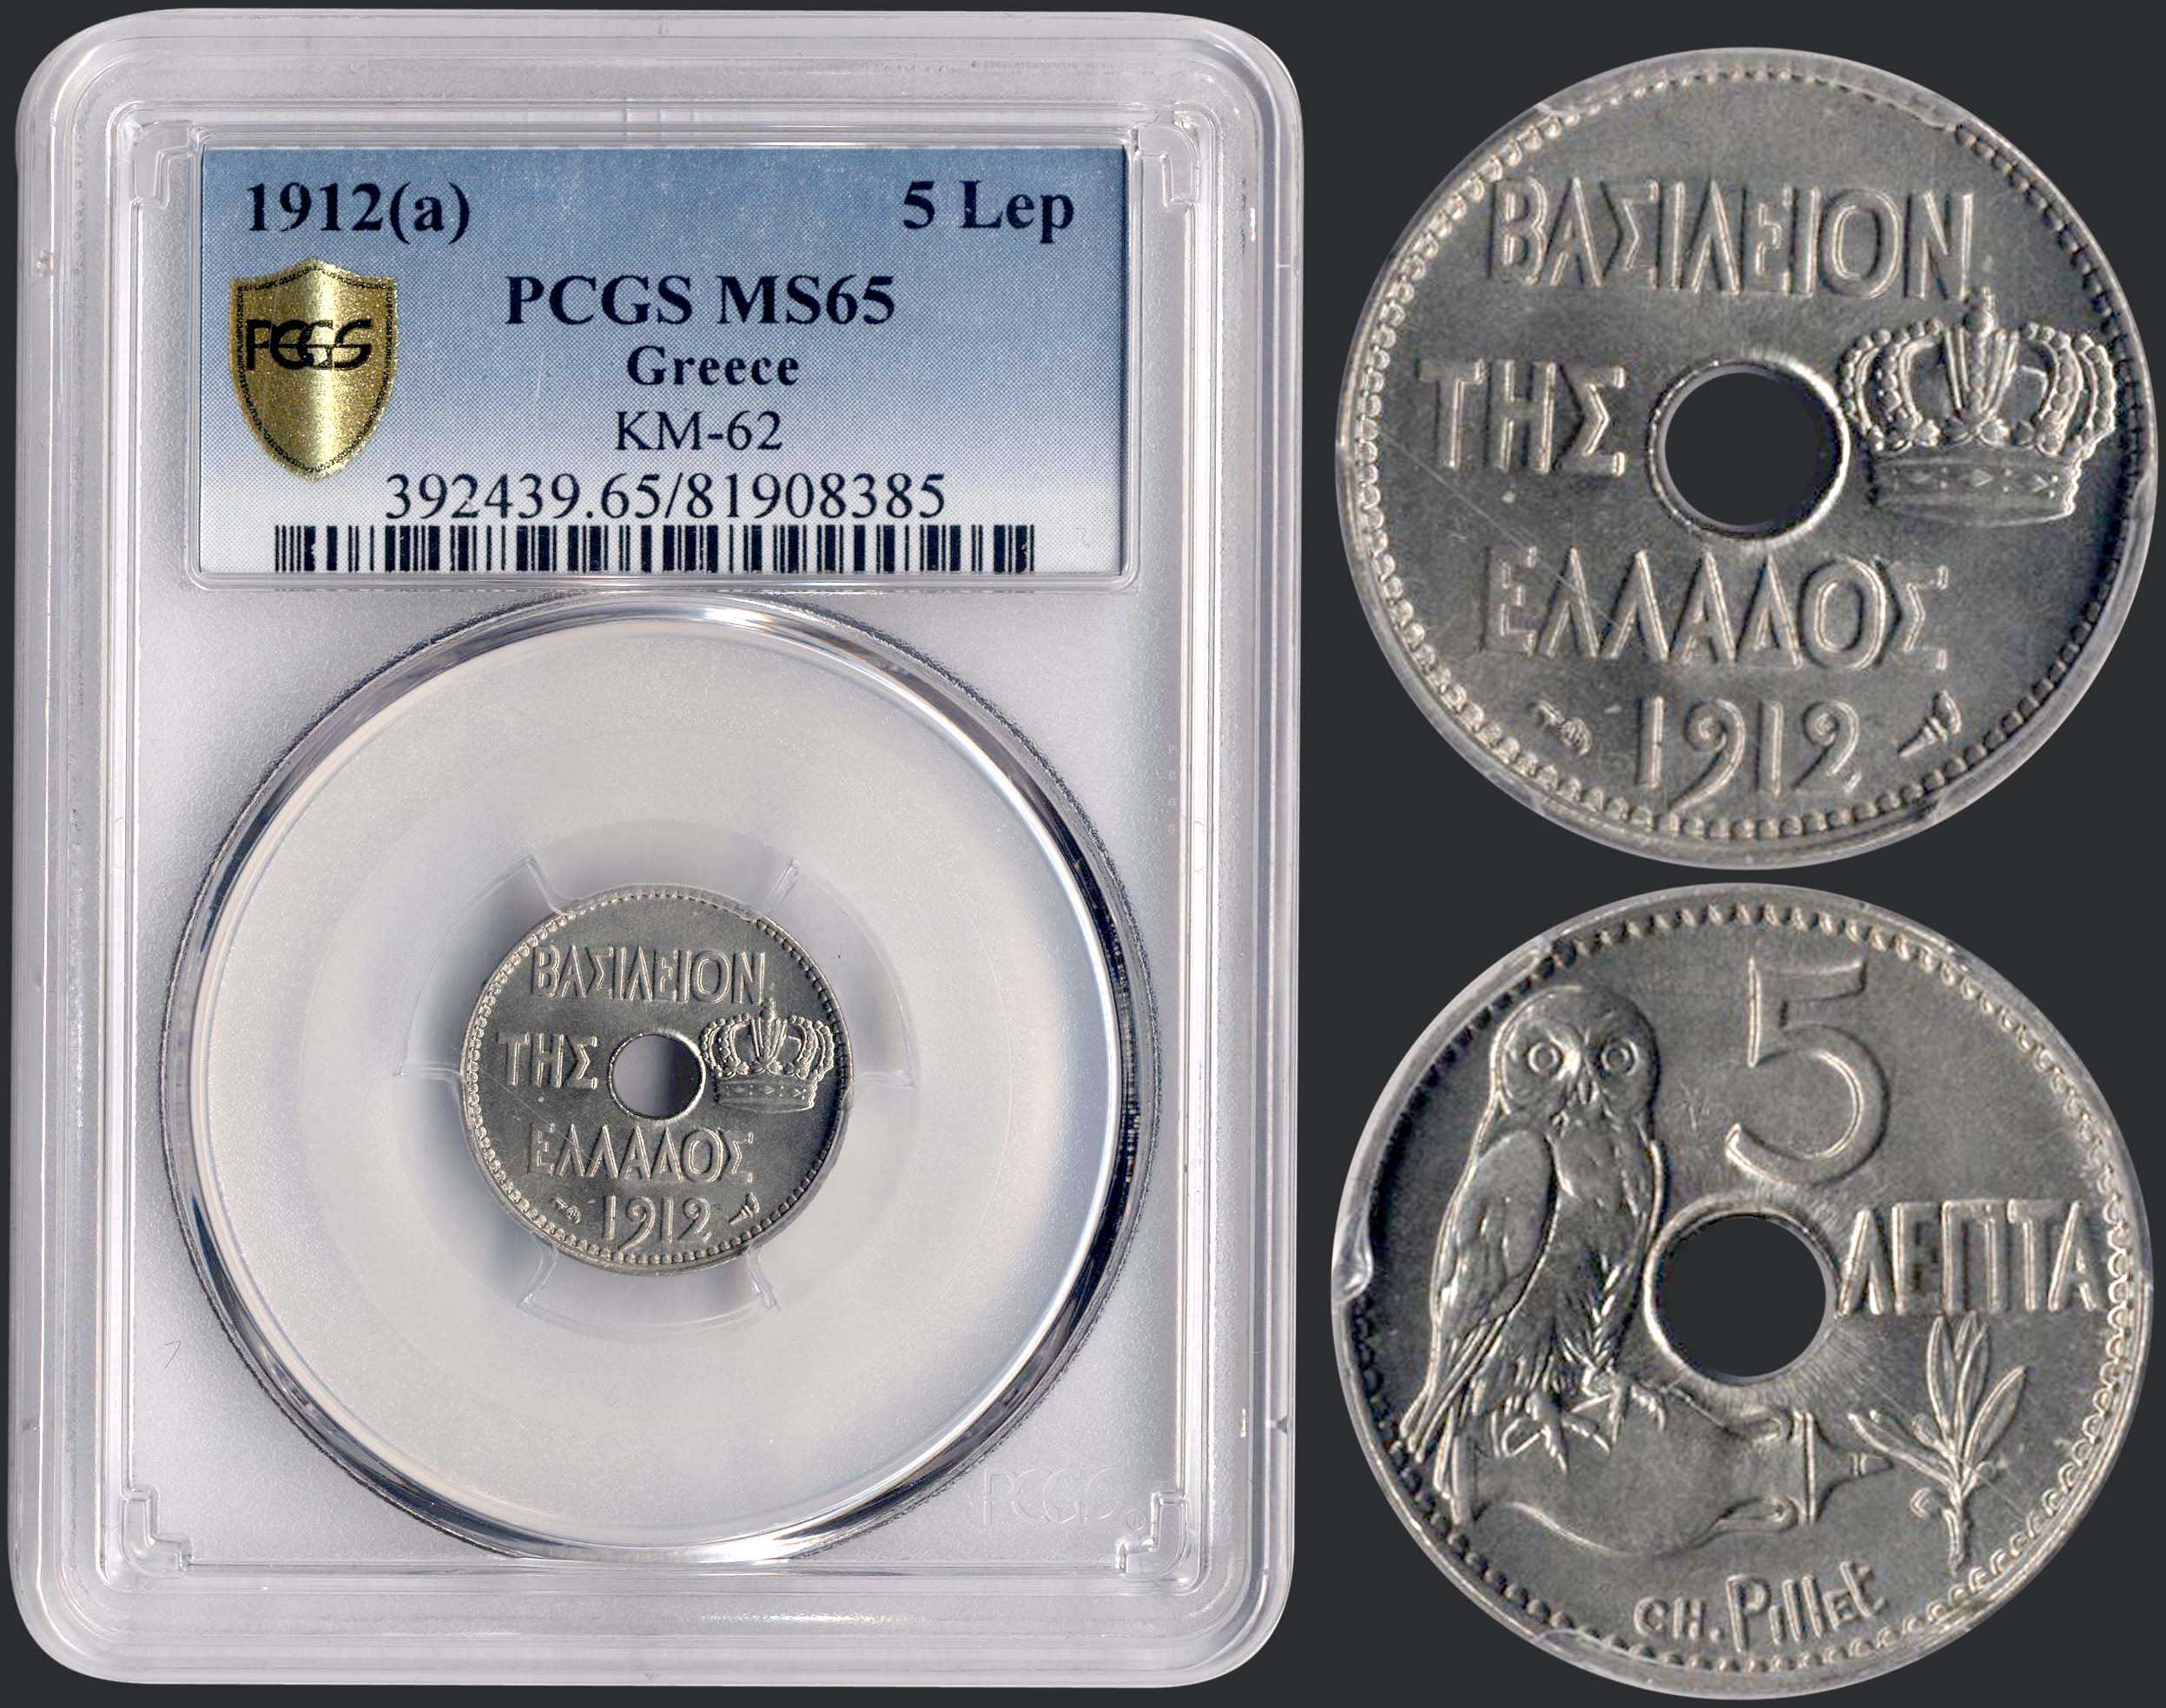 1912(a) 5 Lep
PCGS
PCGS MS65
Greece
KM-62
392439.65/81908385
ΒΑΣΙΛΕΙΟΝ
ΤΗΣ
ΕΛΛΑΔΟΣ
1912
PCGS
ΒΑΣΙΛΕΙΟΝ
ΤΗΣ
ΕΛΛΑΔΟΣ
1912
5
ΛΕΠΤΑ
CH. Pillet